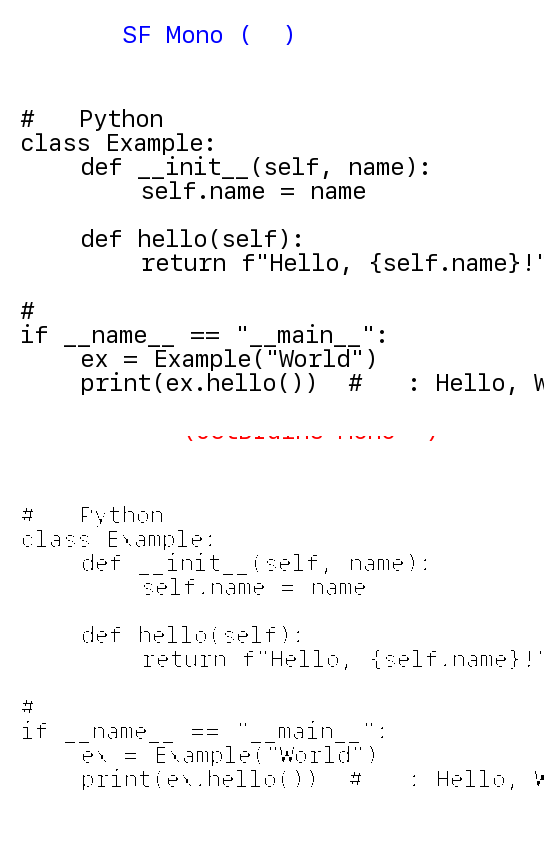 SF Mono ( )
# Python
class Example:
    def __init__(self, name):
        self.name = name
    def hello(self):
        return f"Hello, {self.name}!"
#
if __name__ == "__main__":
    ex = Example("World")
    print(ex.hello())  #   : Hello, W
(JetBrains Mono )
# Python
class Example:
    def __init__(self, name):
        self.name = name
    def hello(self):
        return f"Hello, {self.name}!"
#
if __name__ == "__main__":
    ex = Example("World")
    print(ex.hello())  #   : Hello, W